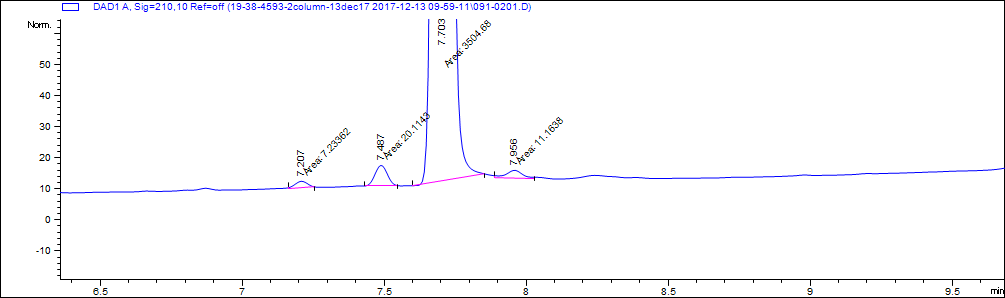 DAD1 A, Sig=210,10 Ref=off (19-38-4593-2column-13dec17 2017-12-13 09-59-11\091-0201.D)
Norm.
50
40
30
20
10
0
-10
7.207
Area: 7.23362
7.487
Area: 20.1143
7.703
Area: 3504.68
7.956
Area: 11.1638
6.5
7
7.5
8
8.5
9
9.5
min